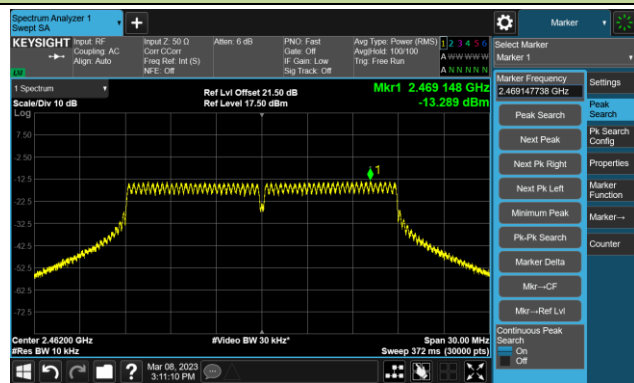 Spectrum Analyzer 1
Swept SA
Marker
KEYSIGHT
Input: RF
Coupling: AC
Align: Auto
Input Z: 50 Ω
Corr CCorr
Freq Ref: Int (S)
NFE: Off
Atten: 6 dB
PNO: Fast
Gate: Off
IF Gain: Low
Sig Track: Off
Avg Type: Power (RMS)
Avg|Hold: 100/100
Trig: Free Run
1 2 3 4 5 6
A W W W W W
A N N N N N
Select Marker
Marker 1
LXI
1 Spectrum
Scale/Div 10 dB
Log
Ref Lvl Offset 21.50 dB
Ref Level 17.50 dBm
Mkr1 2.469 148 GHz
-13.289 dBm
7.50
-2.50
-12.5
-22.5
-32.5
-42.5
-52.5
-62.5
-72.5
1
Center 2.46200 GHz
#Res BW 10 kHz
#Video BW 30 kHz*
Span 30.00 MHz
Sweep 372 ms (30000 pts)
Marker Frequency
2.469147738 GHz
Peak Search
Next Peak
Next Pk Right
Next Pk Left
Minimum Peak
Pk-Pk Search
Marker Delta
Mkr→CF
Mkr→Ref Lvl
Continuous Peak
Search
On
Off
Settings
Peak
Search
Pk Search
Config
Properties
Marker
Function
Marker→
Counter
Mar 08, 2023
3:11:10 PM